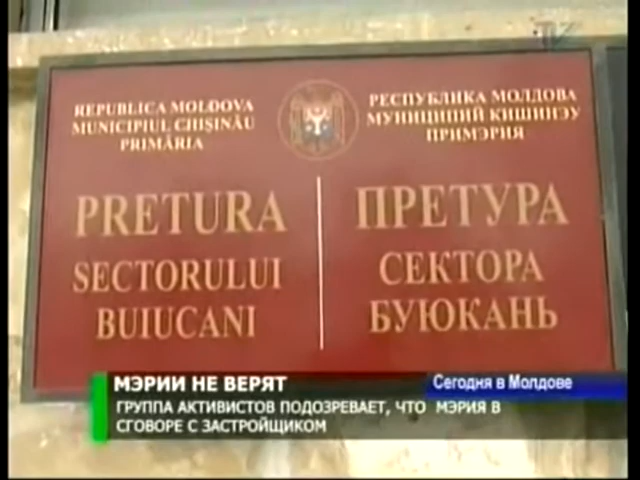 REPUBLICA MOLDOVA
MUNICIPIUL CHIȘINĂU
PRIMĂRIA
РЕСПУБЛИКА МОЛДОВА
МУНИЦИПИЙ КИШИНЭУ
ПРИМЭРИЯ
PRETURA
SECTORULUI
BUIUCANI
ПРЕТУРА
СЕКТОРА
БУЮКАНЬ
МЭРИИ НЕ ВЕРЯТ
Сегодня в Молдове
ГРУППА АКТИВИСТОВ ПОДОЗРЕВАЕТ, ЧТО МЭРИЯ В
СГОВОРЕ С ЗАСТРОЙЩИКОМ